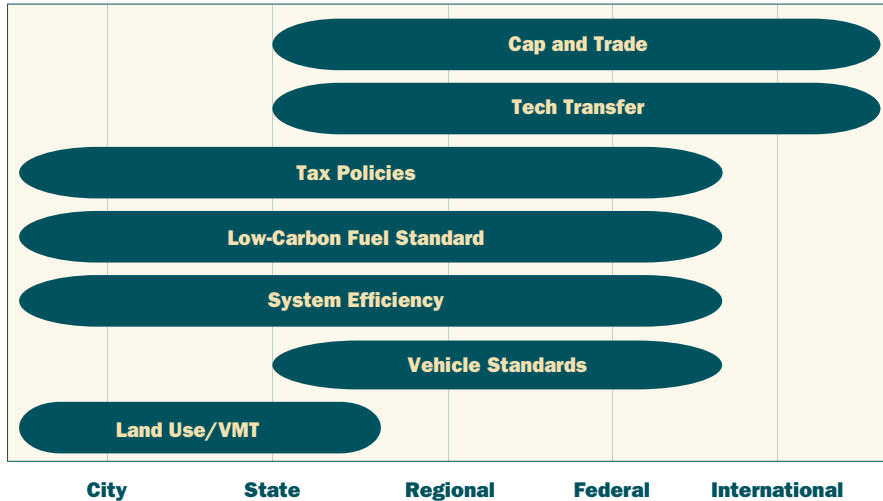 Cap and Trade
Tech Transfer
Tax Policies
Low-Carbon Fuel Standard
System Efficiency
Vehicle Standards
Land Use/VMT
City State Regional Federal International